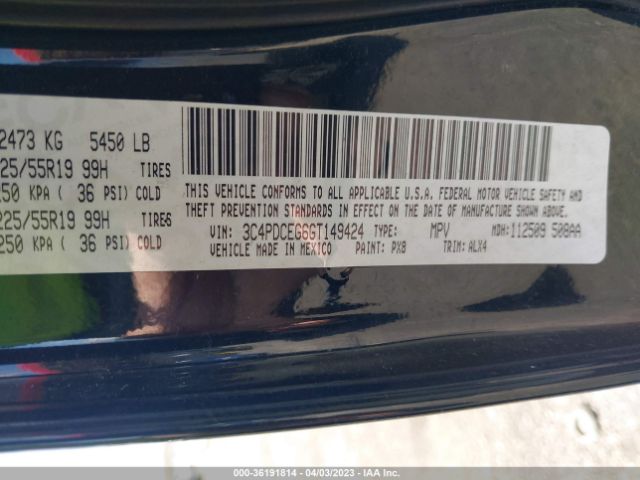 2473 KG 5450 LB
25/55R19 99H TIRES
250 KPA ( 36 PSI) COLD
225/55R19 99H TIRES
250 KPA ( 36 PSI) COLD
THIS VEHICLE CONFORMS TO ALL APPLICABLE U.S.A. FEDERAL MOTOR VEHICLE SAFETY AND
THEFT PREVENTION STANDARDS IN EFFECT ON THE DATE OF MANUFACTURE SHOWN ABOVE.
VIN: 3C4PDCEG6GT149424 TYPE: MPV MDH: 112509 508AA
VEHICLE MADE IN MEXICO PAINT: PX8 TRIM: ALX4
000-36191814 - 04/03/2023 - IAA Inc.